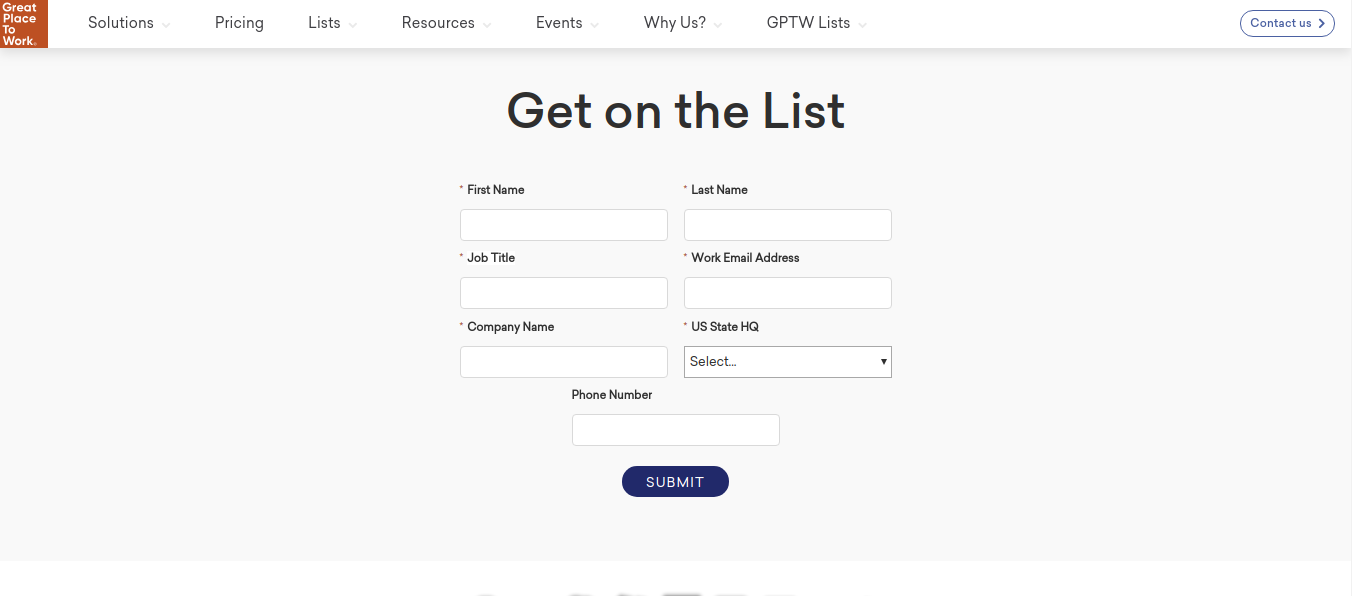 Great
Place
To
Work.
Solutions Pricing Lists Resources Events Why Us? GPTW Lists Contact us
Get on the List
* First Name * Last Name
* Job Title * Work Email Address
* Company Name * US State HQ
Select...
Phone Number
SUBMIT